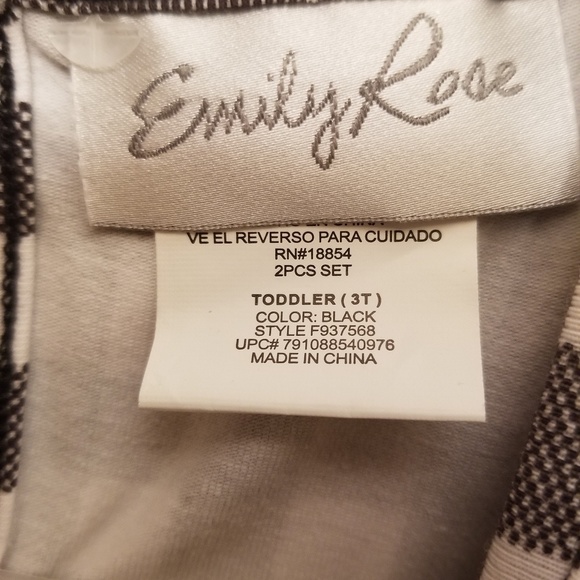 Emily Rose
VE EL REVERSO PARA CUIDADO
RN#18854
2PCS SET
TODDLER ( 3T )
COLOR: BLACK
STYLE F937568
UPC# 791088540976
MADE IN CHINA